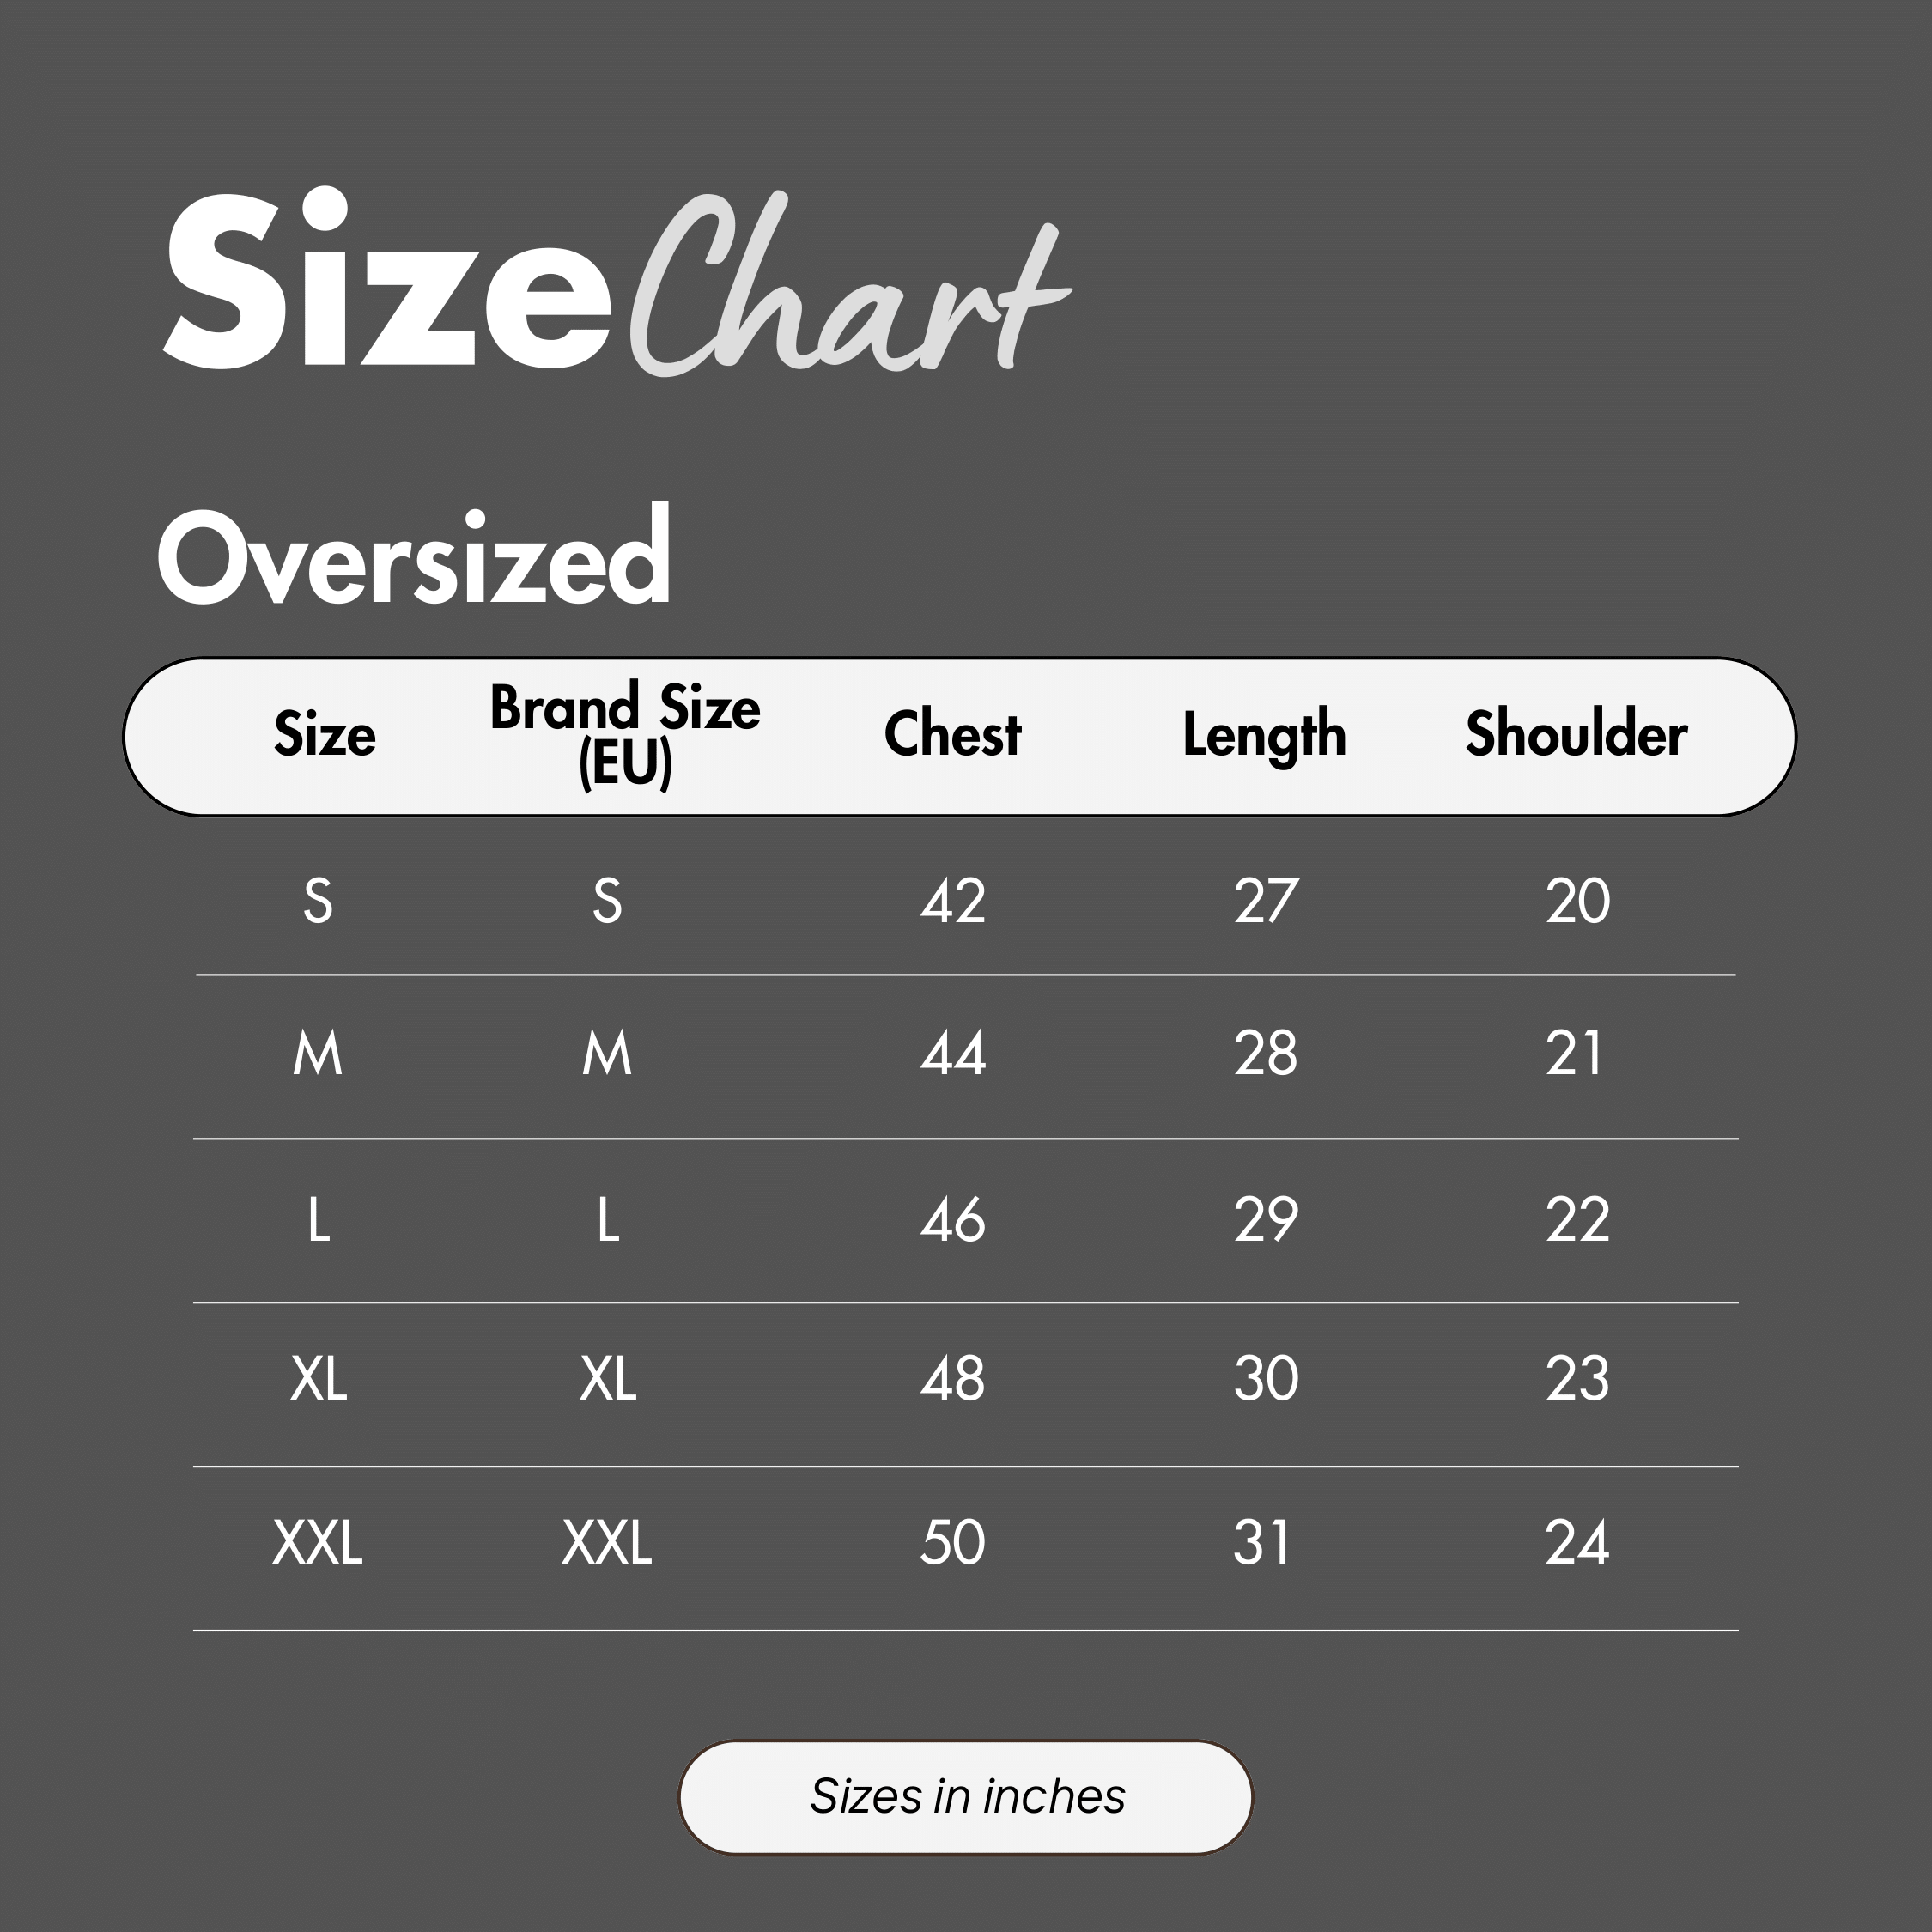 Size Chart
Oversized
Size Brand Size (EU) Chest Length Shoulder
S S 42 27 20
M M 44 28 21
L L 46 29 22
XL XL 48 30 23
XXL XXL 50 31 24
Sizes in inches